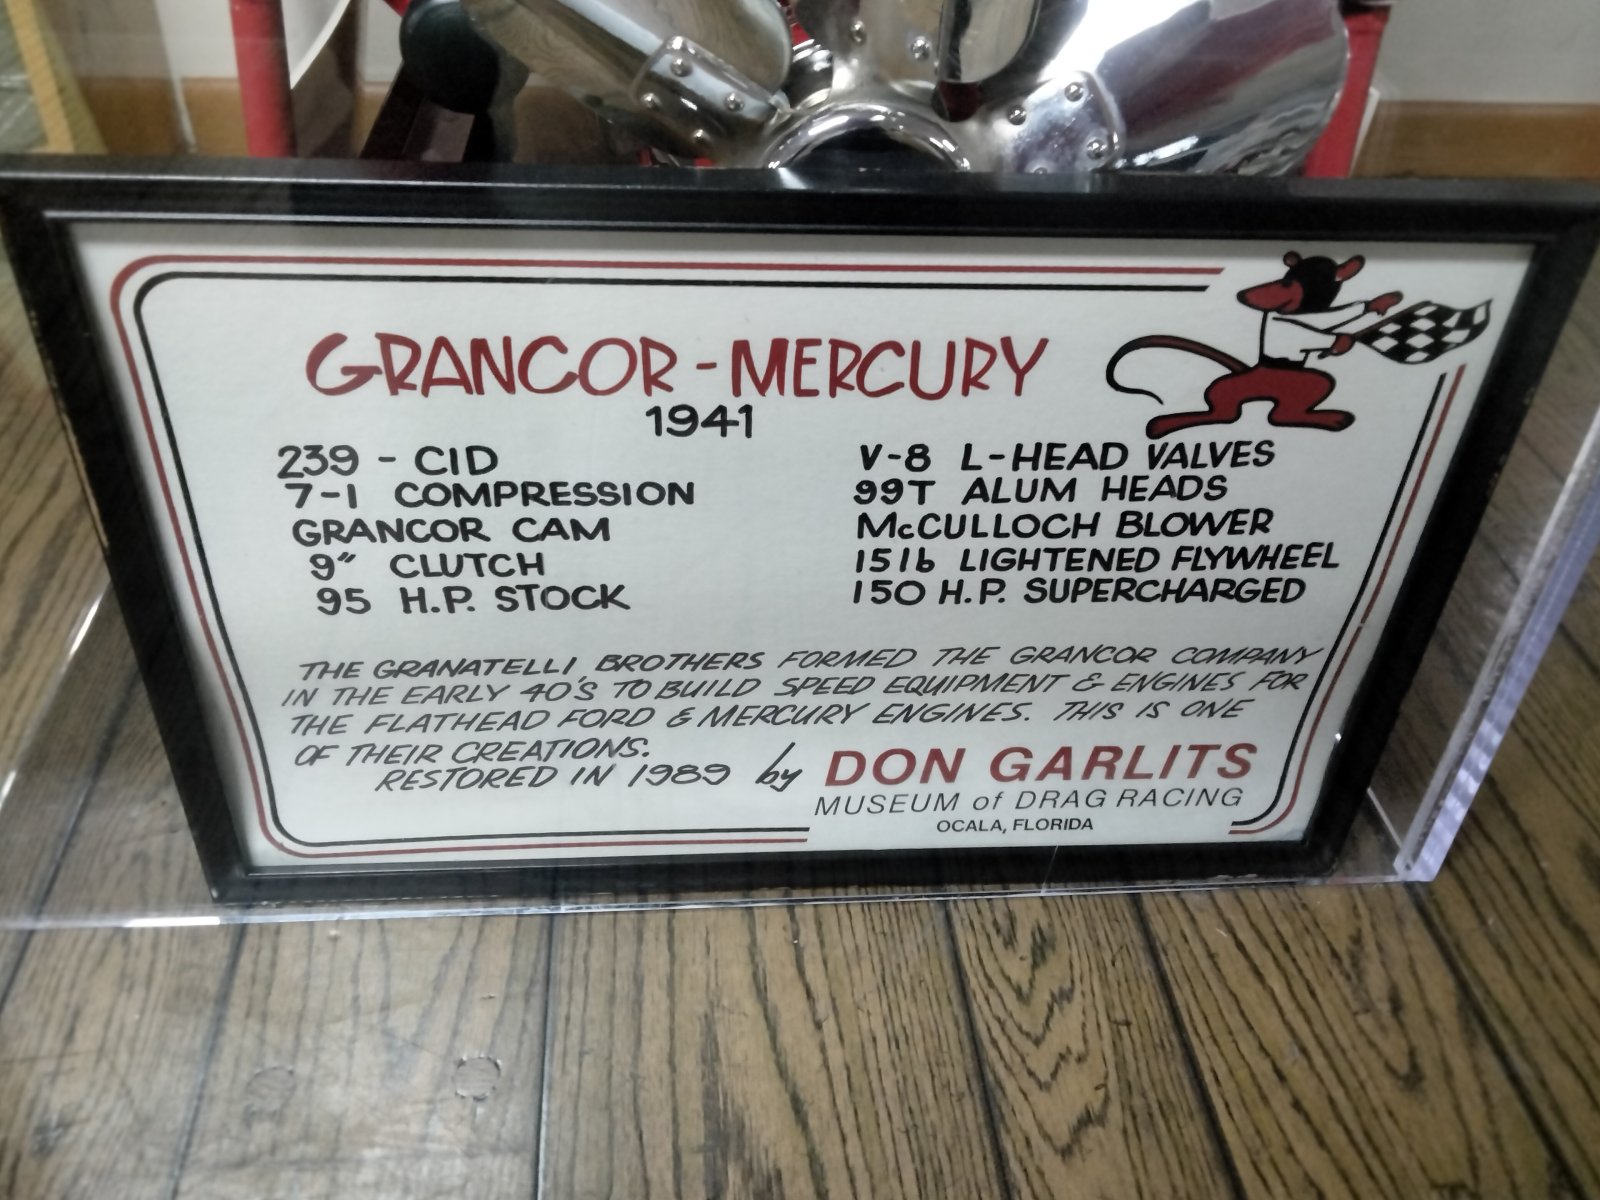 GRANCOR - MERCURY
1941
239 - CID
7-1 COMPRESSION
GRANCOR CAM
9" CLUTCH
95 H.P. STOCK
V-8 L-HEAD VALVES
99T ALUM HEADS
McCULLOCH BLOWER
15 lb LIGHTENED FLYWHEEL
150 H.P. SUPERCHARGED
THE GRANATELLI BROTHERS FORMED THE GRANCOR COMPANY
IN THE EARLY 40'S TO BUILD SPEED EQUIPMENT & ENGINES FOR
THE FLATHEAD FORD & MERCURY ENGINES. THIS IS ONE
OF THEIR CREATIONS.
RESTORED IN 1989 by DON GARLITS
MUSEUM of DRAG RACING
OCALA, FLORIDA